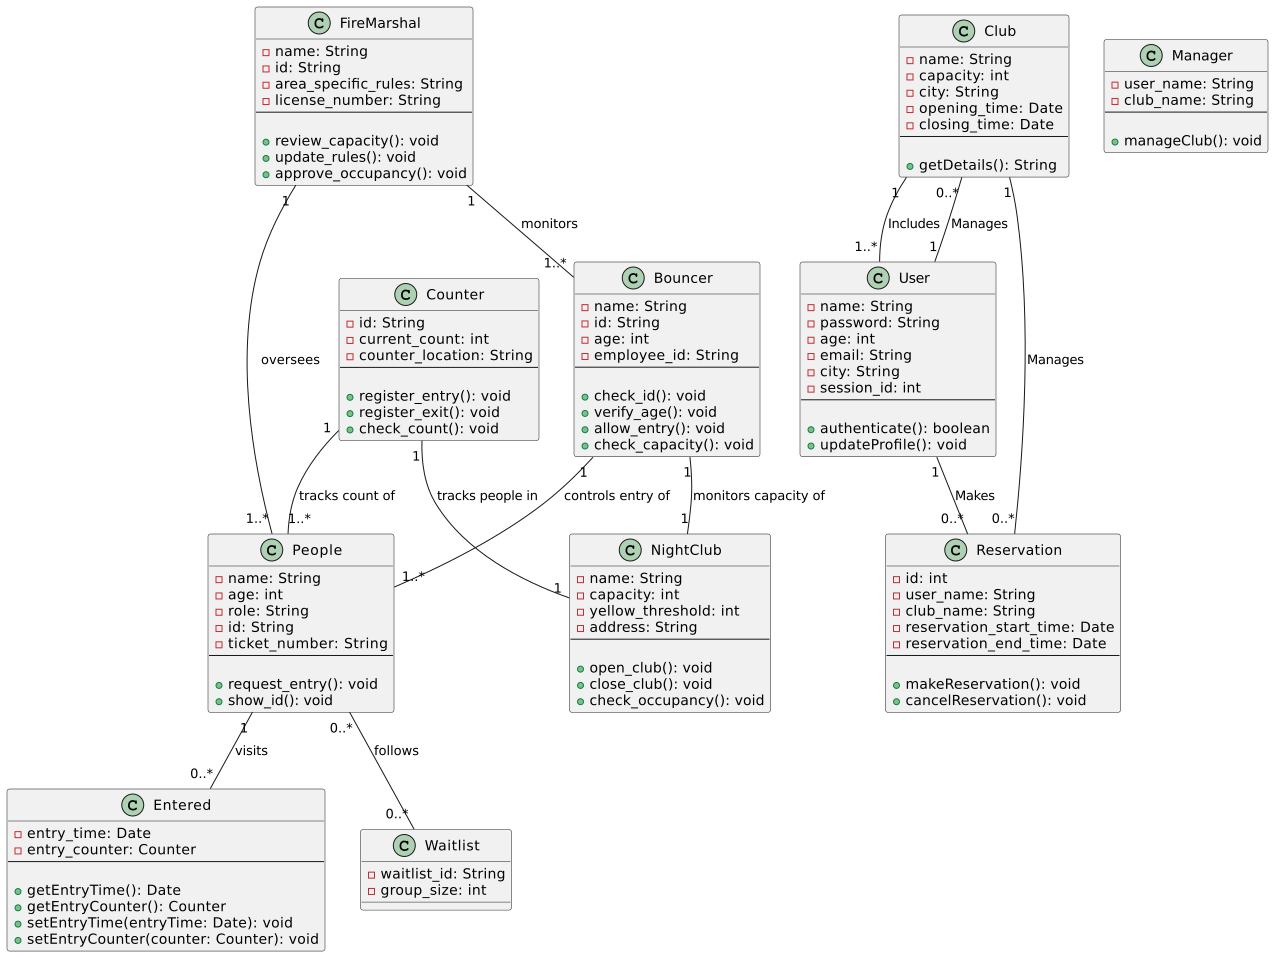 C FireMarshal
name: String
id: String
area_specific_rules: String
license_number: String
review_capacity(): void
update_rules(): void
approve_occupancy(): void
C Club
name: String
capacity: int
city: String
opening_time: Date
closing_time: Date
getDetails(): String
C Manager
user_name: String
club_name: String
manageClub(): void
1
1
monitors
1..*
oversees
1..*
1
0..*
1
Includes
Manages
1..*
1
Manages
0..*
C Counter
id: String
current_count: int
counter_location: String
register_entry(): void
register_exit(): void
check_count(): void
C Bouncer
name: String
id: String
age: int
employee_id: String
check_id(): void
verify_age(): void
allow_entry(): void
check_capacity(): void
C User
name: String
password: String
age: int
email: String
city: String
session_id: int
authenticate(): boolean
updateProfile(): void
1
1
1
1
1
tracks count of
tracks people in
controls entry of
monitors capacity of
Makes
1..*
1
1..*
1
0..*
C People
name: String
age: int
role: String
id: String
ticket_number: String
request_entry(): void
show_id(): void
C NightClub
name: String
capacity: int
yellow_threshold: int
address: String
open_club(): void
close_club(): void
check_occupancy(): void
C Reservation
id: int
user_name: String
club_name: String
reservation_start_time: Date
reservation_end_time: Date
makeReservation(): void
cancelReservation(): void
1
0..*
visits
follows
0..*
0..*
C Entered
entry_time: Date
entry_counter: Counter
getEntryTime(): Date
getEntryCounter(): Counter
setEntryTime(entryTime: Date): void
setEntryCounter(counter: Counter): void
C Waitlist
waitlist_id: String
group_size: int